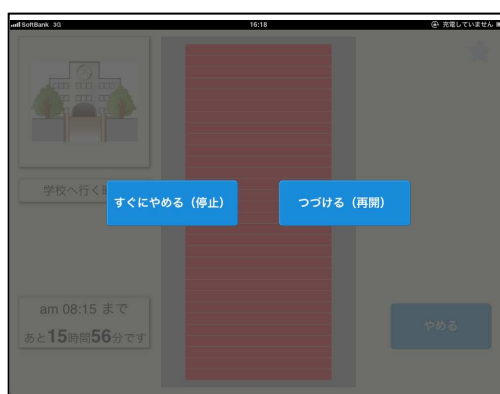 SoftBank 3G 16:18 充電していません
学校へ行く
すぐにやめる（停止） つづける（再開）
am 08:15 まで
あと15時間56分です
やめる